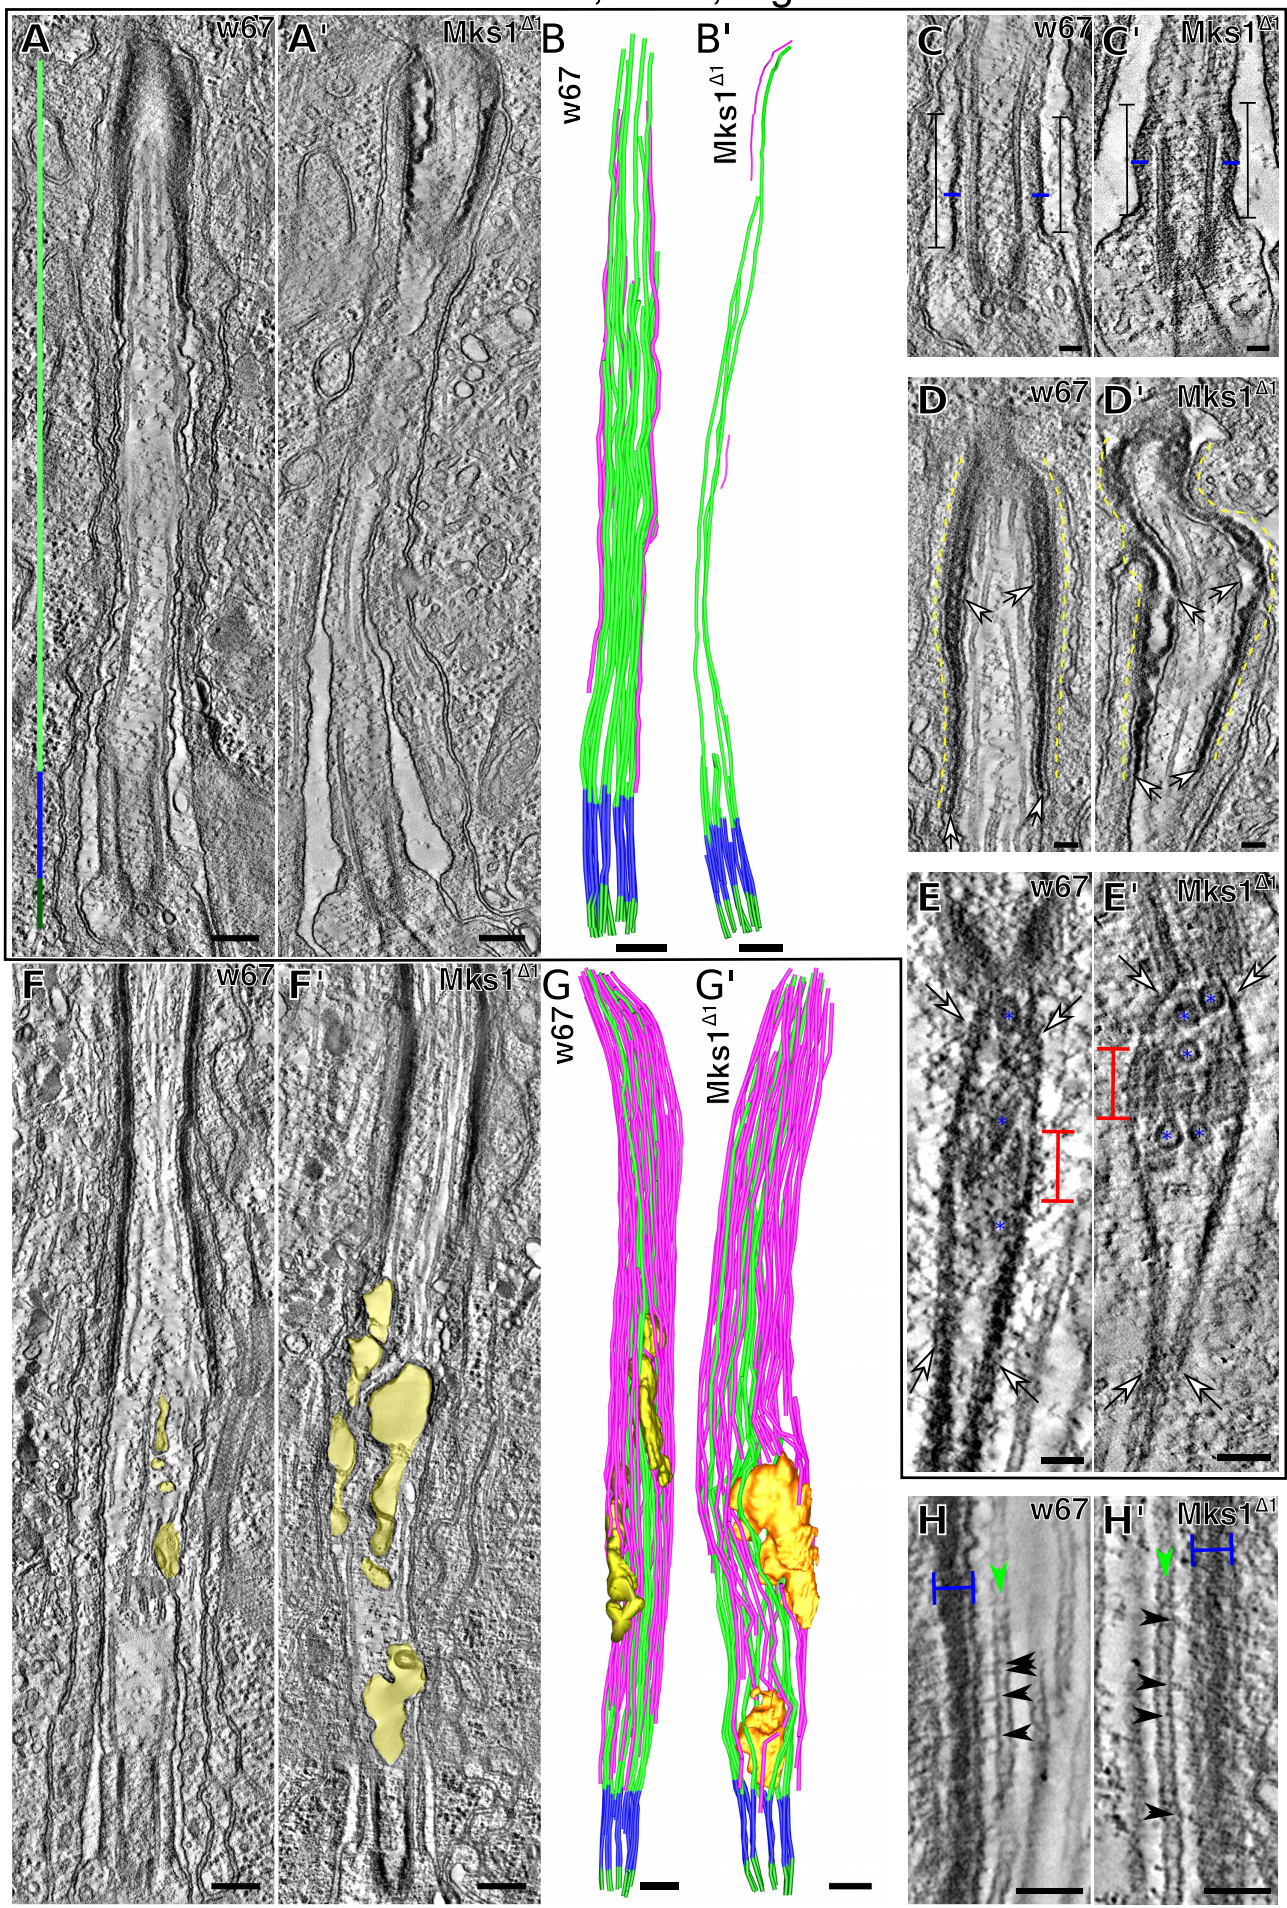 A w67
A' Mks1Δ1
B w67
B' Mks1Δ1
C w67
C' Mks1Δ1
D w67
D' Mks1Δ1
E w67
E' Mks1Δ1
F w67
F' Mks1Δ1
G w67
G' Mks1Δ1
H w67
H' Mks1Δ1